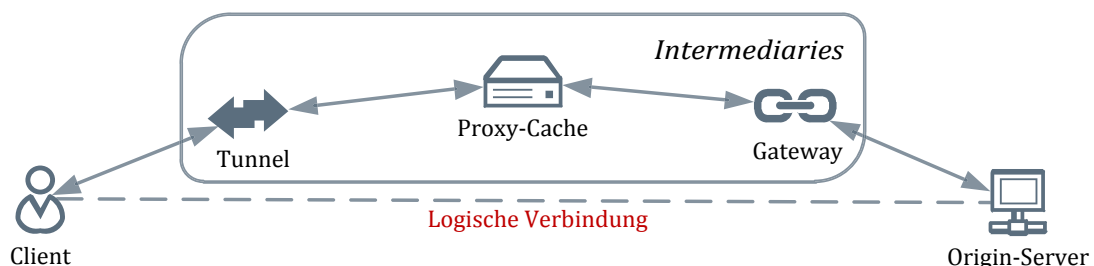 Intermediaries
Proxy-Cache
Tunnel
Gateway
Logische Verbindung
Client
Origin-Server